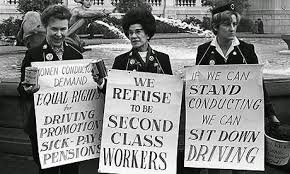 WOMEN CONDUCTORS
DEMAND
EQUAL RIGHTS
for
DRIVING
PROMOTION
SICK-PAY
PENSIONS
WE
REFUSE
TO BE
SECOND
CLASS
WORKERS
IF WE CAN
STAND
CONDUCTING
WE CAN
SIT DOWN
DRIVING